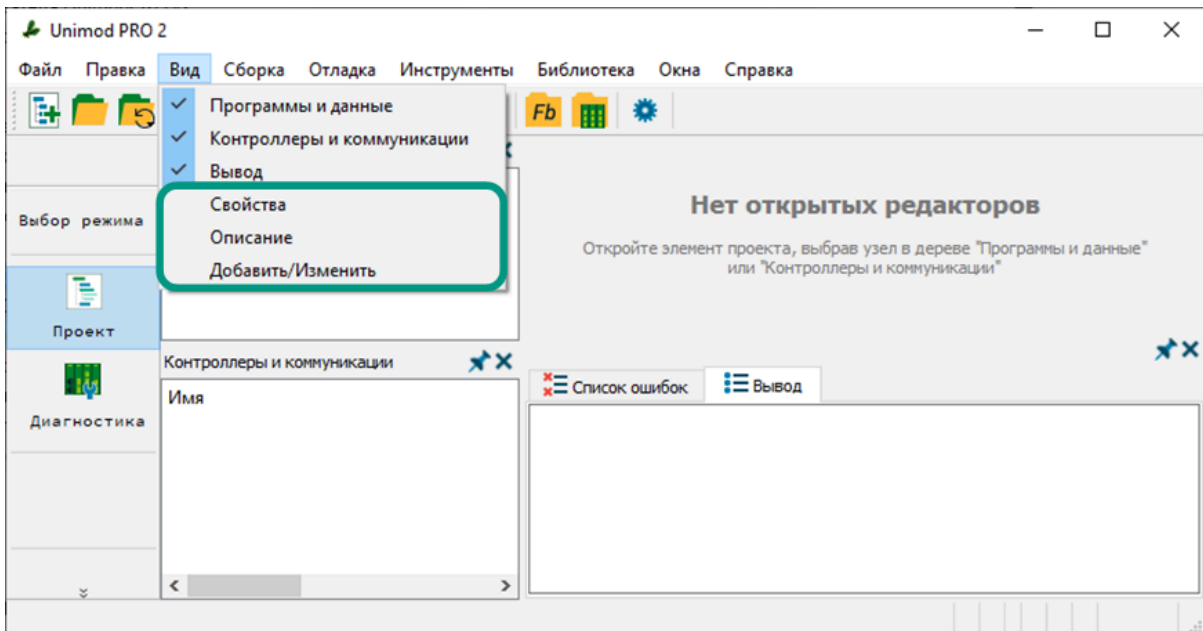 Unimod PRO 2
Файл Правка Вид Сборка Отладка Инструменты Библиотека Окна Справка
Fb
Программы и данные
Контроллеры и коммуникации
Вывод
Свойства
Описание
Добавить/Изменить
Выбор режима
Проект
Диагностика
Контроллеры и коммуникации
Имя
Нет открытых редакторов
Откройте элемент проекта, выбрав узел в дереве "Программы и данные"
или "Контроллеры и коммуникации"
Список ошибок Вывод